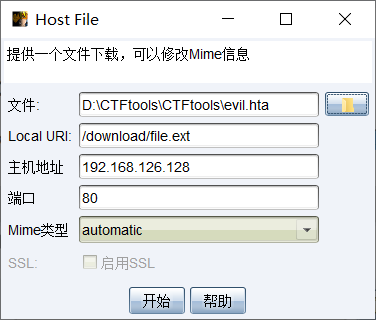 Host File
提供一个文件下载，可以修改Mime信息
文件: D:\CTFtools\CTFtools\evil.hta
Local URI: /download/file.ext
主机地址 192.168.126.128
端口 80
Mime类型 automatic
SSL: 启用SSL
开始 帮助